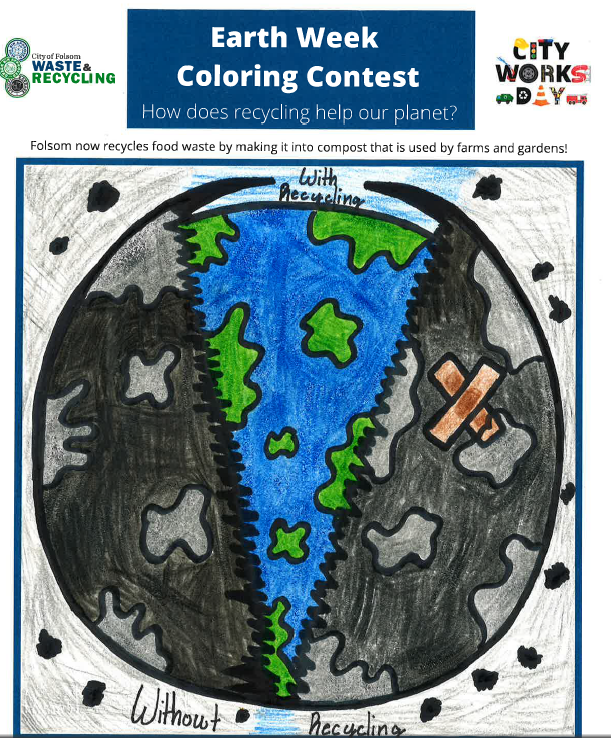 City of Folsom
WASTE&
RECYCLING
Earth Week
Coloring Contest
How does recycling help our planet?
CITY
WORKS
DAY
Folsom now recycles food waste by making it into compost that is used by farms and gardens!
With
Recycling
Without Recycling